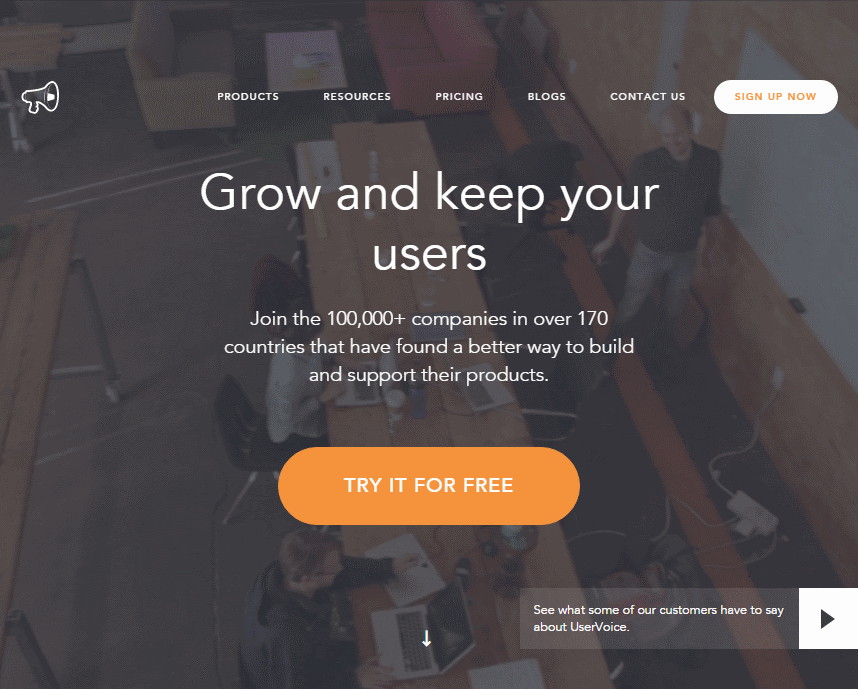 PRODUCTS RESOURCES PRICING BLOGS CONTACT US SIGN UP NOW
Grow and keep your
users
Join the 100,000+ companies in over 170
countries that have found a better way to build
and support their products.
TRY IT FOR FREE
See what some of our customers have to say
about UserVoice.